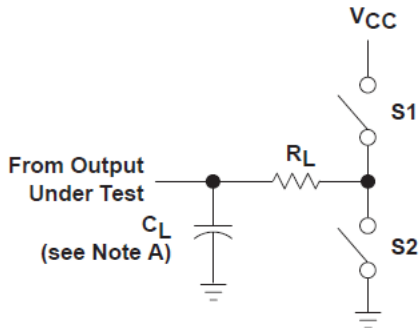 VCC
S1
From Output
Under Test
RL
CL
(see Note A)
S2